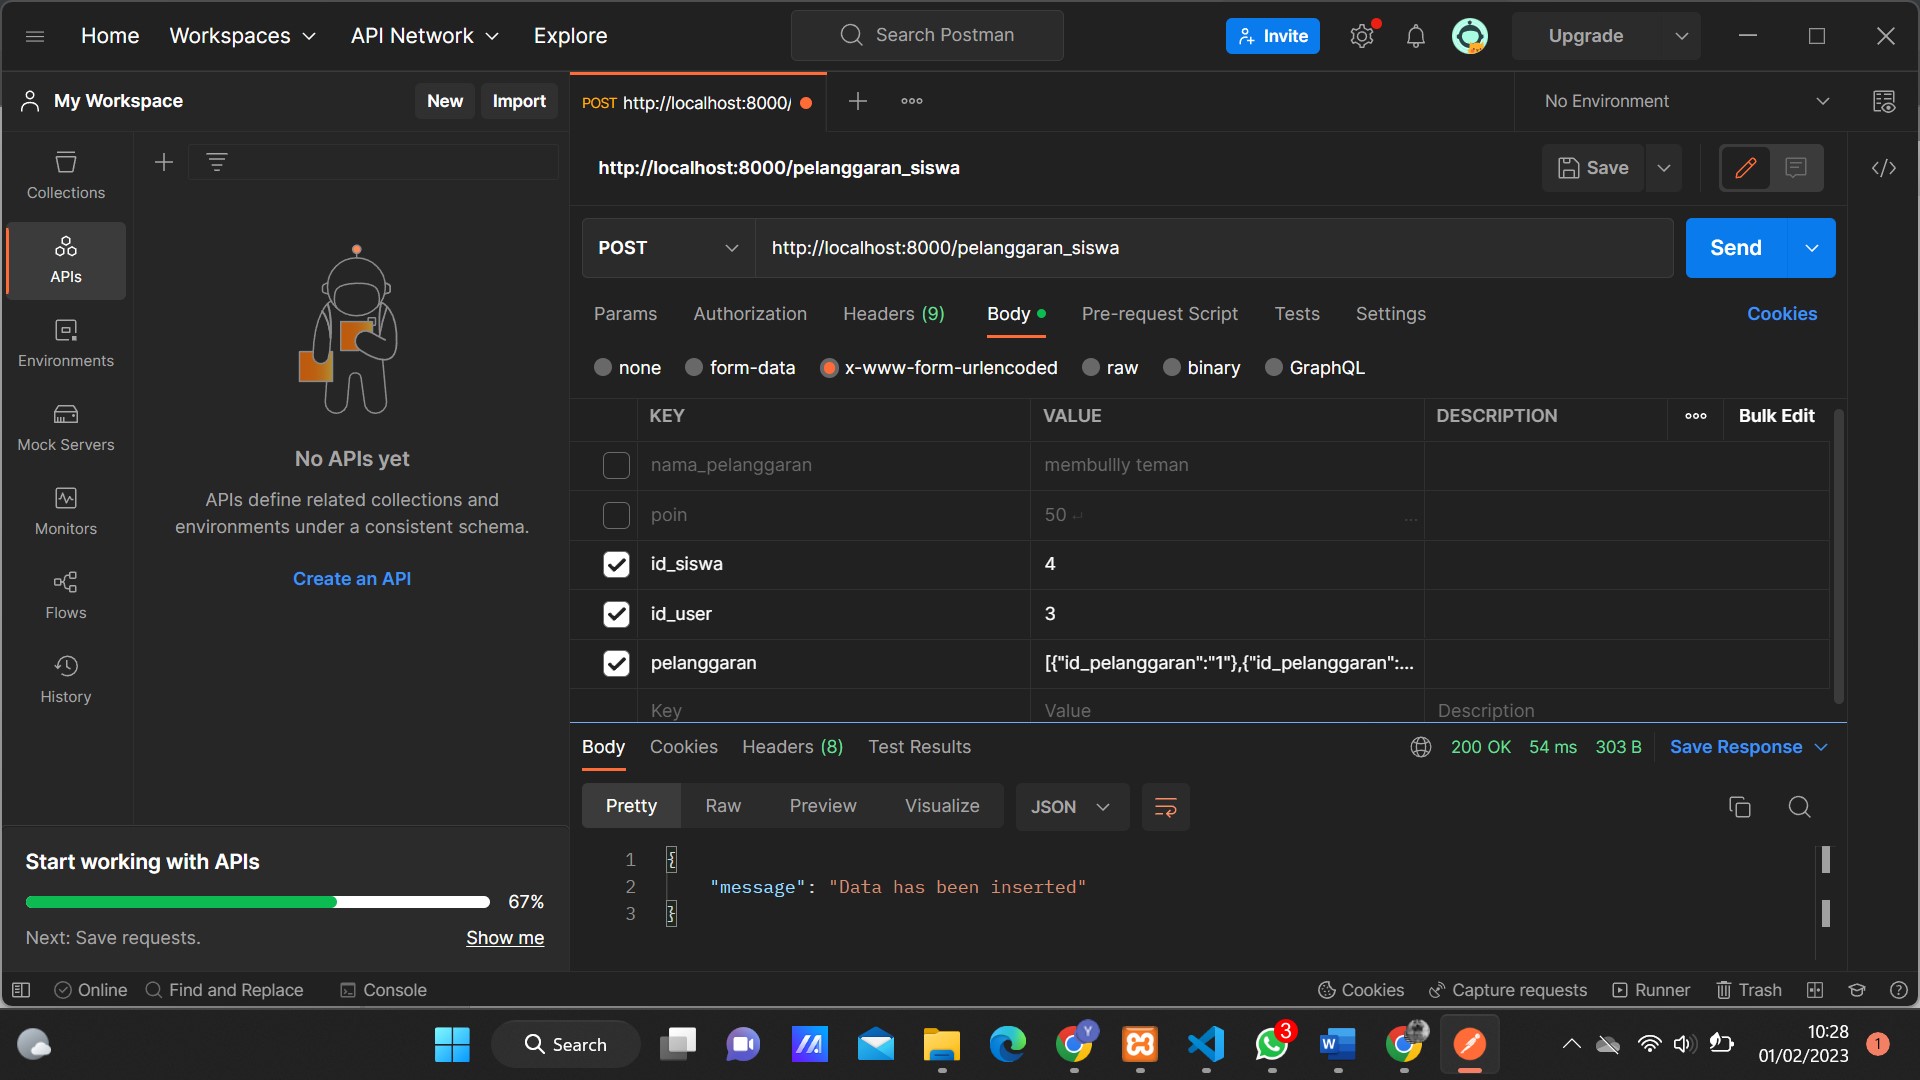 Home
Workspaces
API Network
Explore
Search Postman
Invite
Upgrade
My Workspace
New
Import
POST http://localhost:8000/
No Environment
http://localhost:8000/pelanggaran_siswa
Save
POST
http://localhost:8000/pelanggaran_siswa
Send
Params
Authorization
Headers (9)
Body
Pre-request Script
Tests
Settings
Cookies
none
form-data
x-www-form-urlencoded
raw
binary
GraphQL
KEY
VALUE
DESCRIPTION
Bulk Edit
nama_pelanggaran
membullly teman
poin
50 ↵
...
id_siswa
4
id_user
3
pelanggaran
[{"id_pelanggaran":"1"},{"id_pelanggaran":...
Key
Value
Description
Collections
APIs
Environments
Mock Servers
Monitors
Flows
History
No APIs yet
APIs define related collections and
environments under a consistent schema.
Create an API
Start working with APIs
67%
Next: Save requests.
Show me
Body
Cookies
Headers (8)
Test Results
200 OK
54 ms
303 B
Save Response
Pretty
Raw
Preview
Visualize
JSON
1 {
2 "message": "Data has been inserted"
3 }
Online
Find and Replace
Console
Cookies
Capture requests
Runner
Trash
Search
Y
3
W
10:28
01/02/2023
1